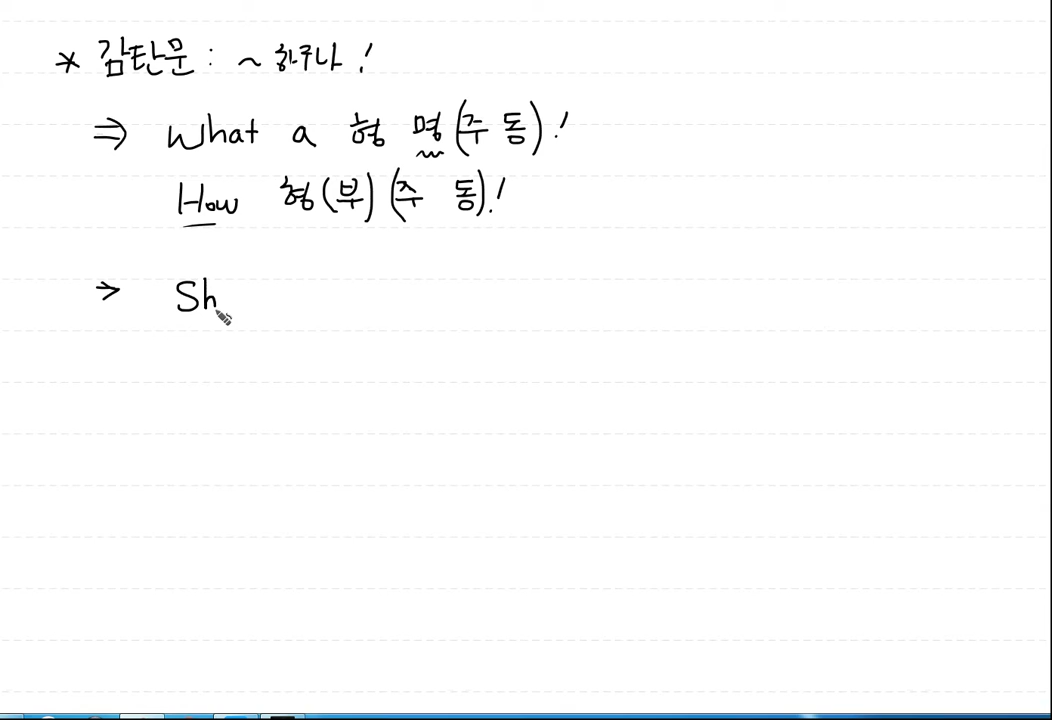 * 감탄문 : ~ 하구나 !
⇒ What a 형 명 (주 동) !
How 형(부) (주 동) !
→ Sh